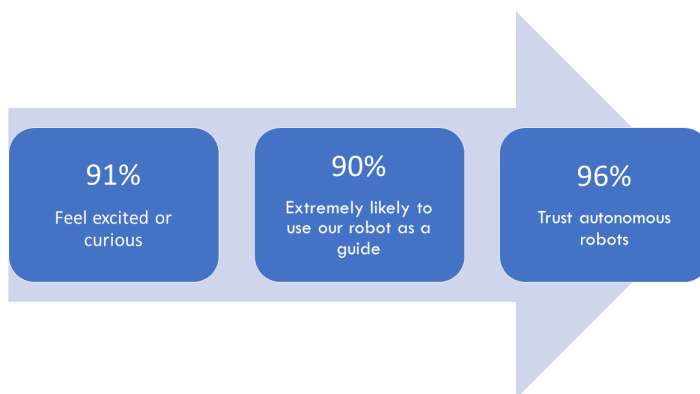 91%
Feel excited or
curious
90%
Extremely likely to
use our robot as a
guide
96%
Trust autonomous
robots